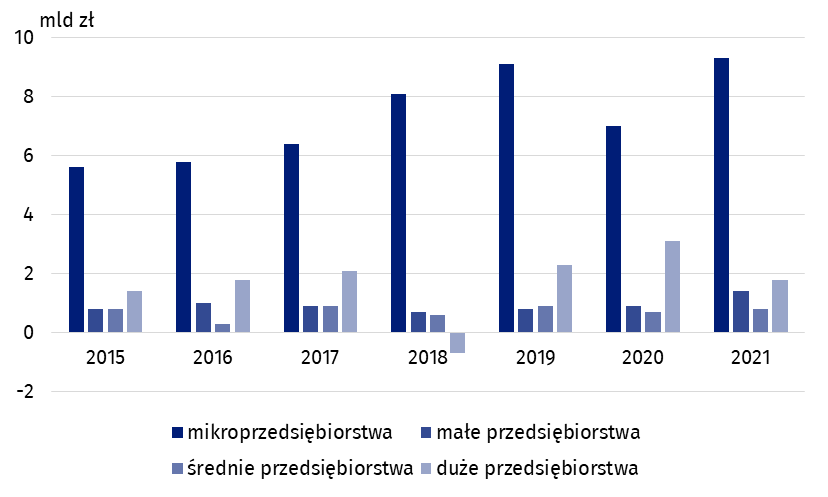 mld zł
10
8
6
4
2
0
2015 2016 2017 2018 2019 2020 2021
-2
mikroprzedsiębiorstwa małe przedsiębiorstwa
średnie przedsiębiorstwa duże przedsiębiorstwa